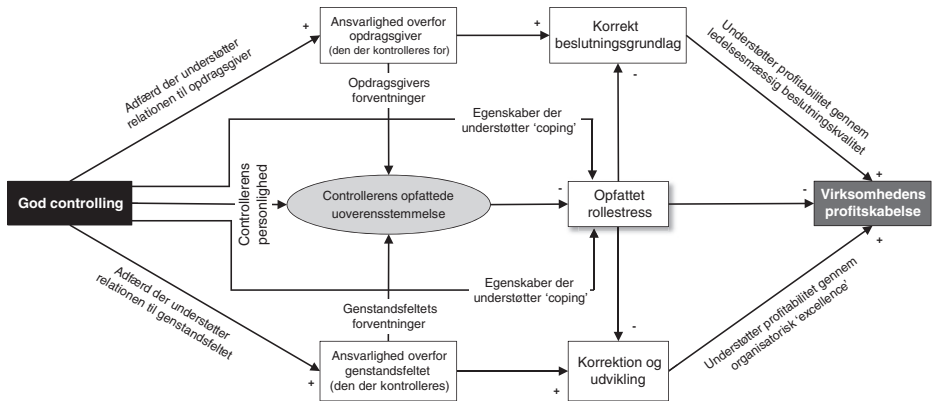 Ansvarlighed overfor
opdragsgiver
(den der kontrolleres for)
+
+
Korrekt
beslutningsgrundlag
Adfærd der understøtter
relationen til opdragsgiver
Opdragsgivers
forventninger
-
Understøtter profitabilitet gennem
ledelsesmæssig beslutningskvalitet
Egenskaber der
understøtter ‘coping’
God controlling
Controllerens
personlighed
Controllerens opfattede
uoverensstemmelse
-
Opfattet
rollestress
-
+
Virksomhedens
profitskabelse
+
Adfærd der understøtter
relationen til genstandsfeltet
Egenskaber der
understøtter ‘coping’
Genstandsfeltets
forventninger
-
Understøtter profitabilitet gennem
organisatorisk ‘excellence’
+
Ansvarlighed overfor
genstandsfeltet
(den der kontrolleres)
+
Korrektion og
udvikling